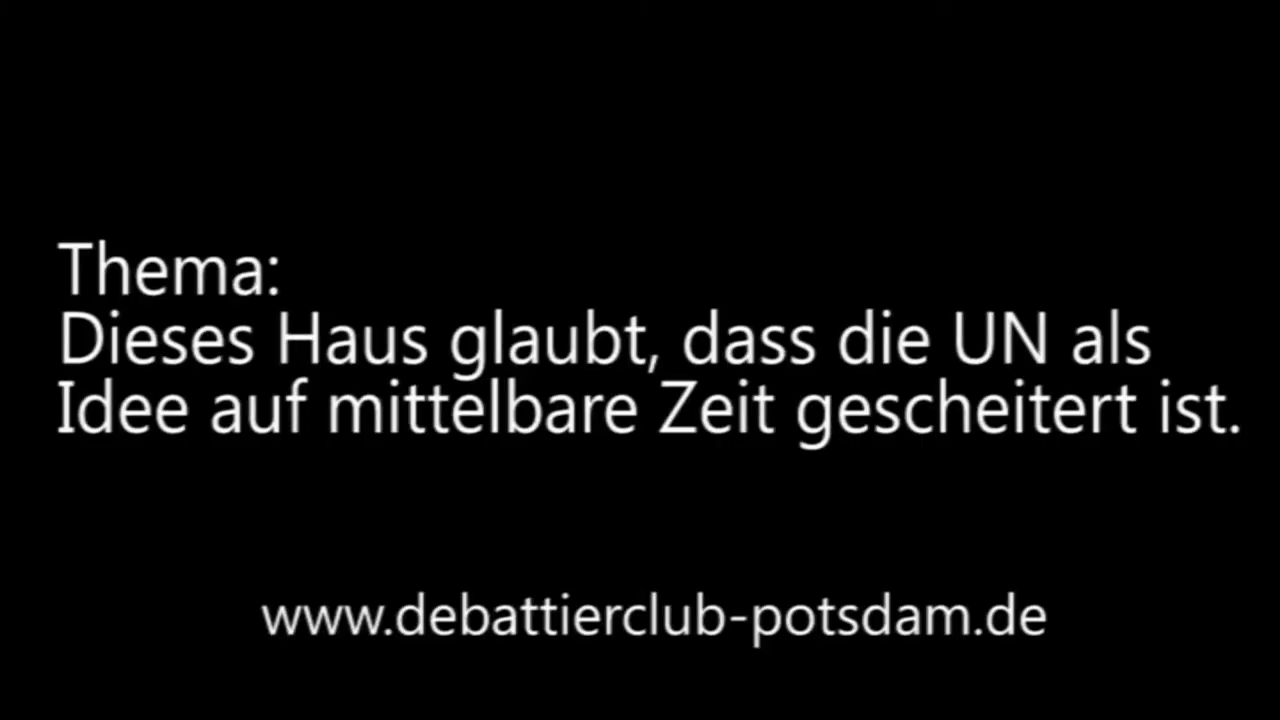 Thema:
Dieses Haus glaubt, dass die UN als
Idee auf mittelbare Zeit gescheitert ist.
www.debattierclub-potsdam.de